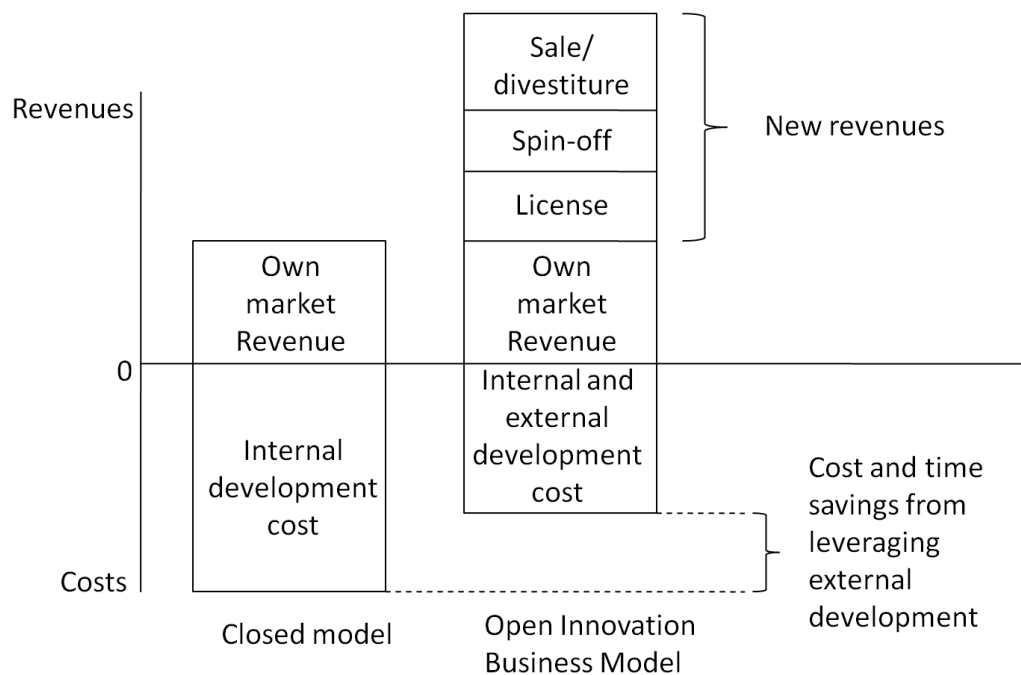 Sale/
divestiture
Revenues
Spin-off
New revenues
License
Own
market
Revenue
Own
market
Revenue
0
Internal and
external
development
cost
Internal
development
cost
Cost and time
savings from
leveraging
external
development
Costs
Closed model
Open Innovation
Business Model